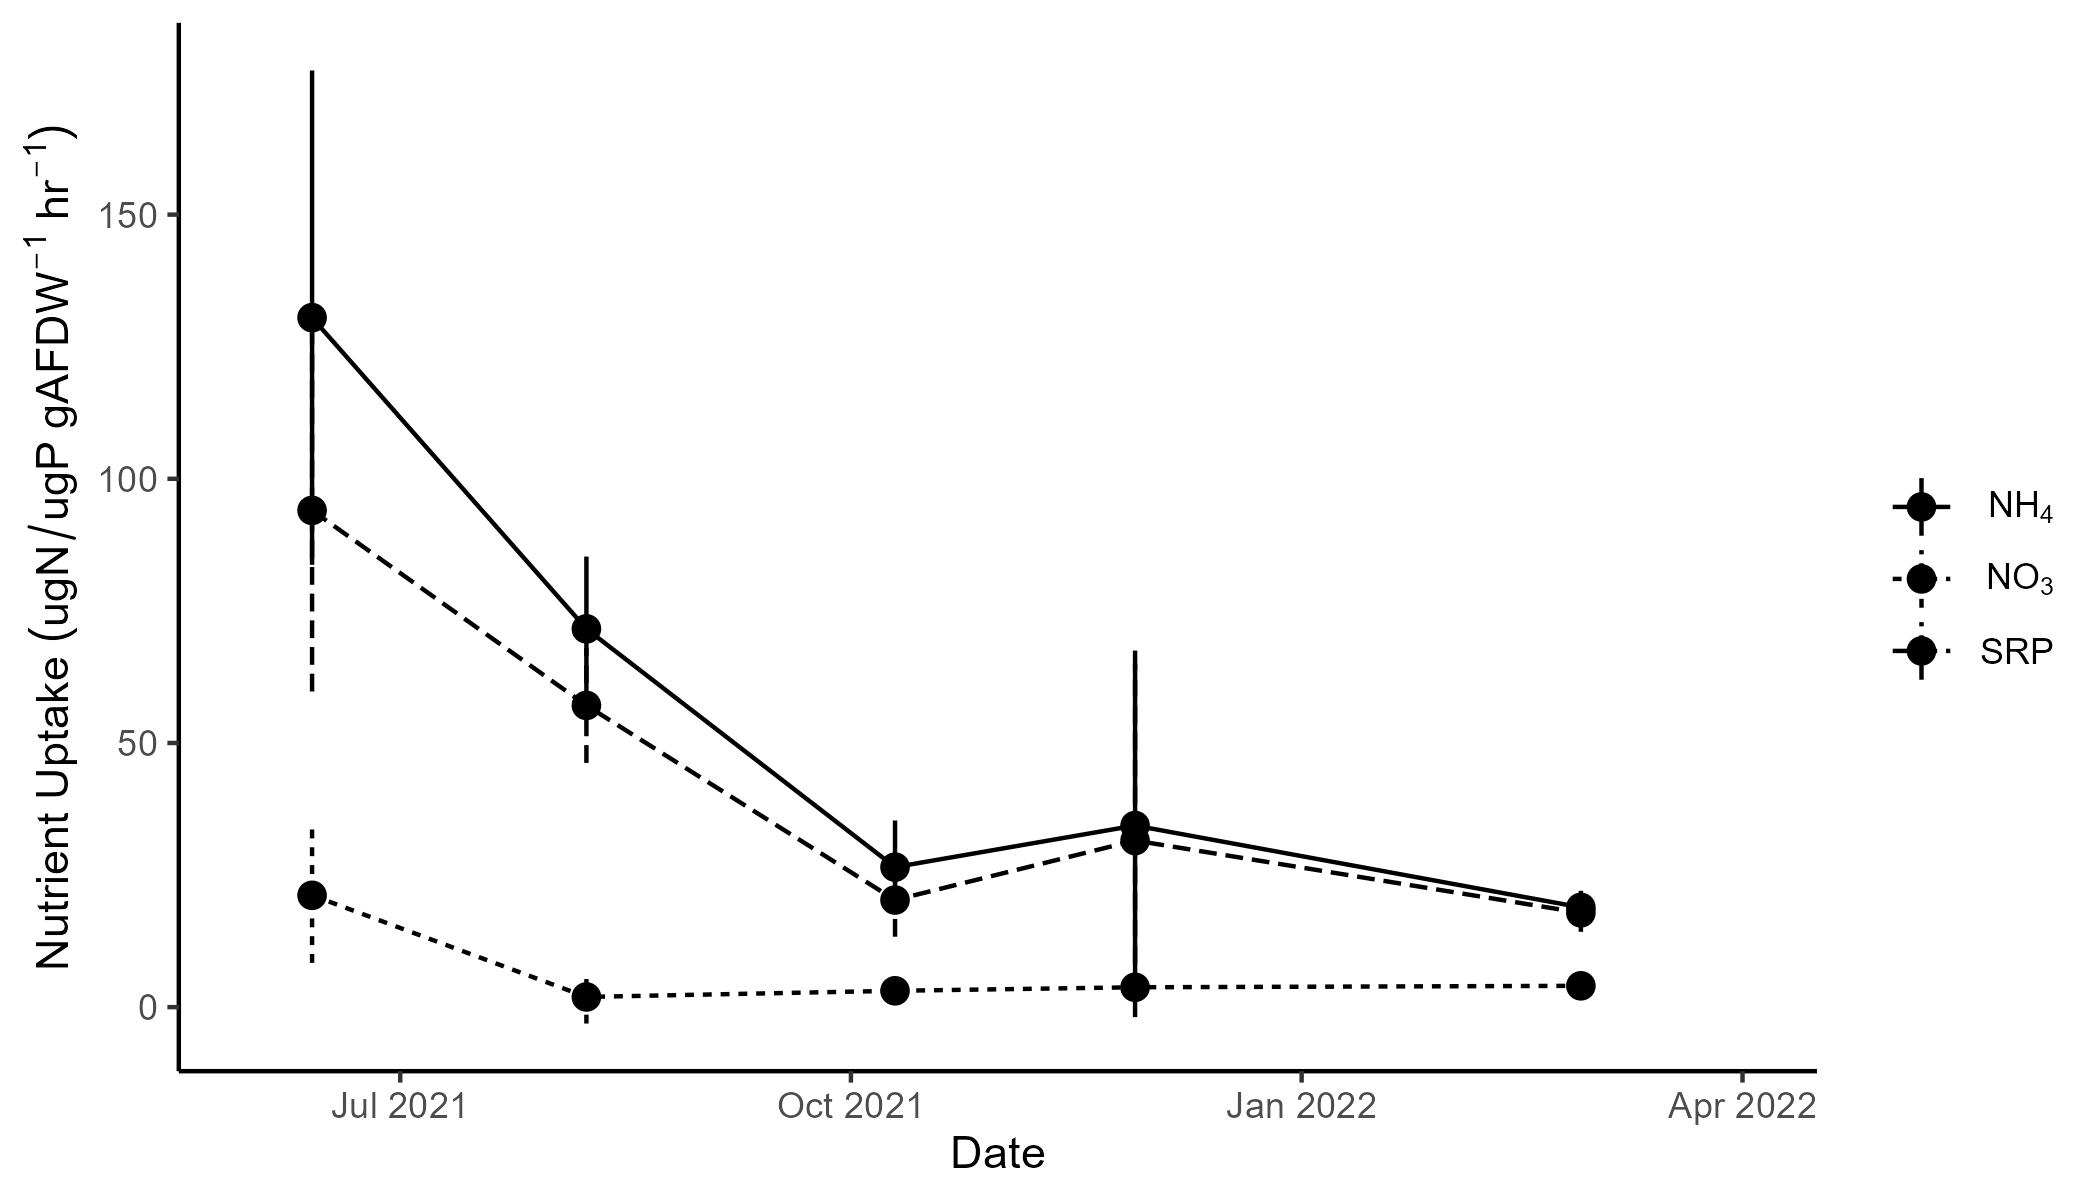 Nutrient Uptake (ugN/ugP gAFDW⁻¹ hr⁻¹)
150
100
50
0
Jul 2021
Oct 2021
Jan 2022
Apr 2022
Date
NH₄
NO₃
SRP